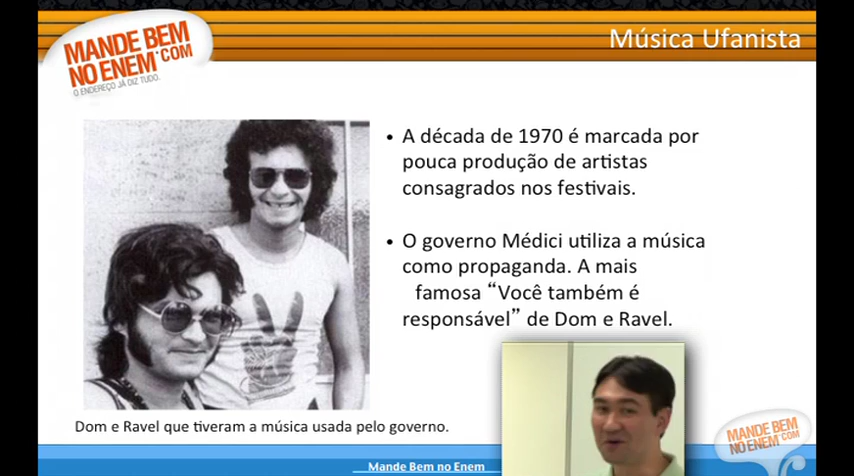 MANDE BEM
NO ENEM.COM
O ENDEREÇO JÁ DIZ TUDO.
Música Ufanista
• A década de 1970 é marcada por
pouca produção de artistas
consagrados nos festivais.
• O governo Médici utiliza a música
como propaganda. A mais
famosa “Você também é
responsável” de Dom e Ravel.
Dom e Ravel que tiveram a música usada pelo governo.
MANDE BEM
NO ENEM.COM
Mande Bem no Enem